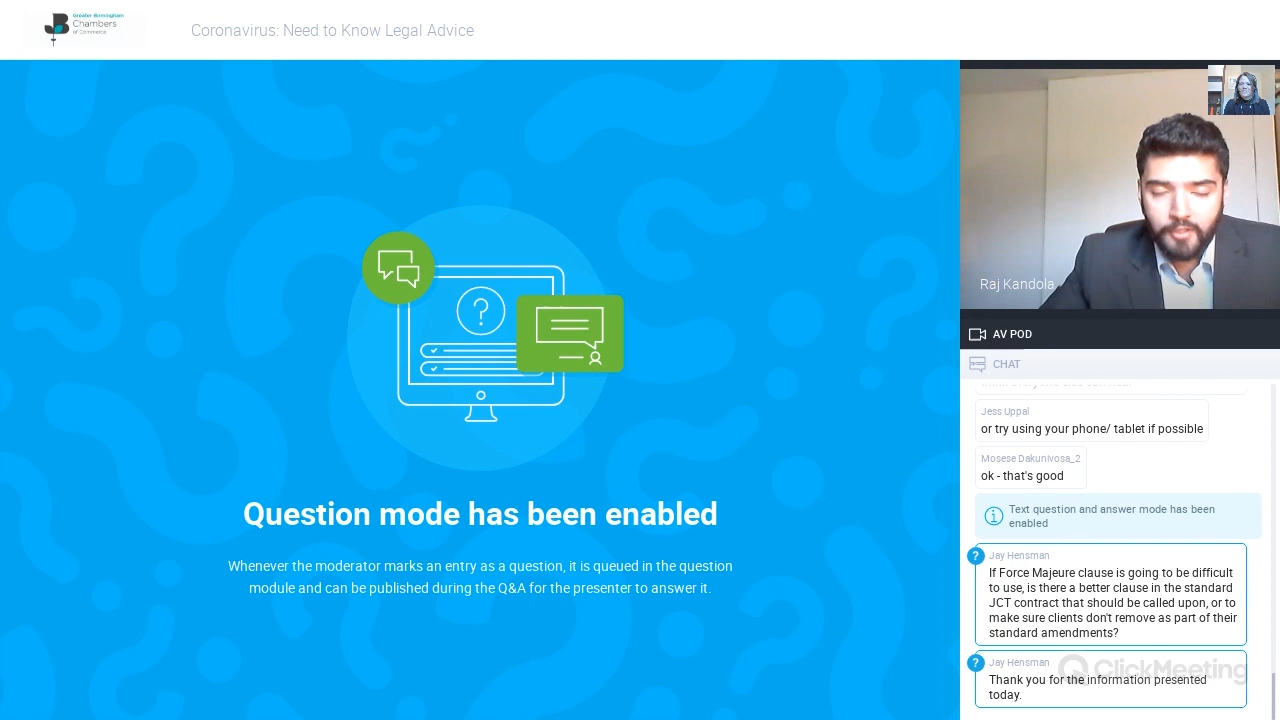 Greater Birmingham
Chambers
of Commerce
Coronavirus: Need to Know Legal Advice
Question mode has been enabled
Whenever the moderator marks an entry as a question, it is queued in the question
module and can be published during the Q&A for the presenter to answer it.
Raj Kandola
AV POD
CHAT
Jess Uppal
or try using your phone/ tablet if possible
Mosese Dakunivosa_2
ok - that's good
Text question and answer mode has been
enabled
Jay Hensman
If Force Majeure clause is going to be difficult
to use, is there a better clause in the standard
JCT contract that should be called upon, or to
make sure clients don't remove as part of their
standard amendments?
Jay Hensman
Thank you for the information presented
today.
ClickMeeting